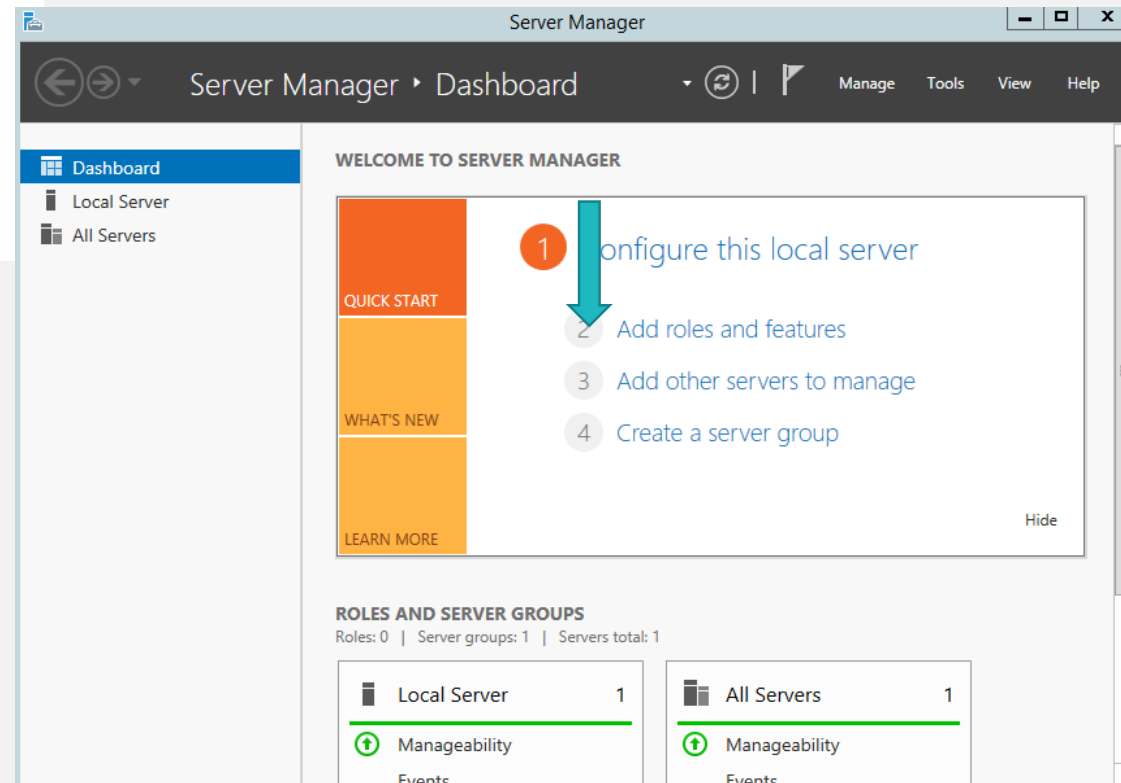 Server Manager
Server Manager ‣ Dashboard
Manage Tools View Help
Dashboard
Local Server
All Servers
WELCOME TO SERVER MANAGER
QUICK START
WHAT'S NEW
LEARN MORE
1 onfigure this local server
2 Add roles and features
3 Add other servers to manage
4 Create a server group
Hide
ROLES AND SERVER GROUPS
Roles: 0 | Server groups: 1 | Servers total: 1
Local Server 1
Manageability
Events
All Servers 1
Manageability
Events